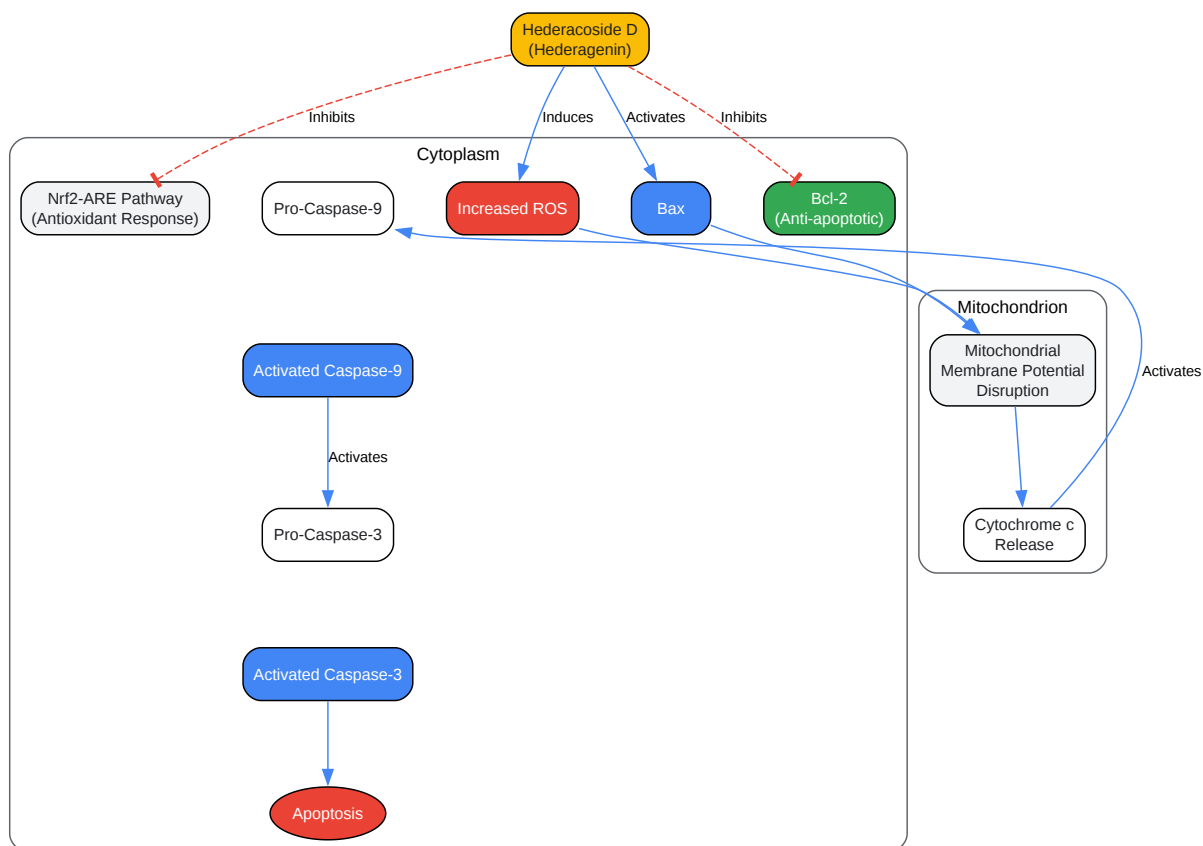 Hederacoside D
(Hederagenin)
Inhibits
Induces
Activates
Inhibits
Cytoplasm
Nrf2-ARE Pathway
(Antioxidant Response)
Pro-Caspase-9
Increased ROS
Bax
Bcl-2
(Anti-apoptotic)
Mitochondrion
Mitochondrial
Membrane Potential
Disruption
Activated Caspase-9
Activates
Activates
Pro-Caspase-3
Cytochrome c
Release
Activated Caspase-3
Apoptosis